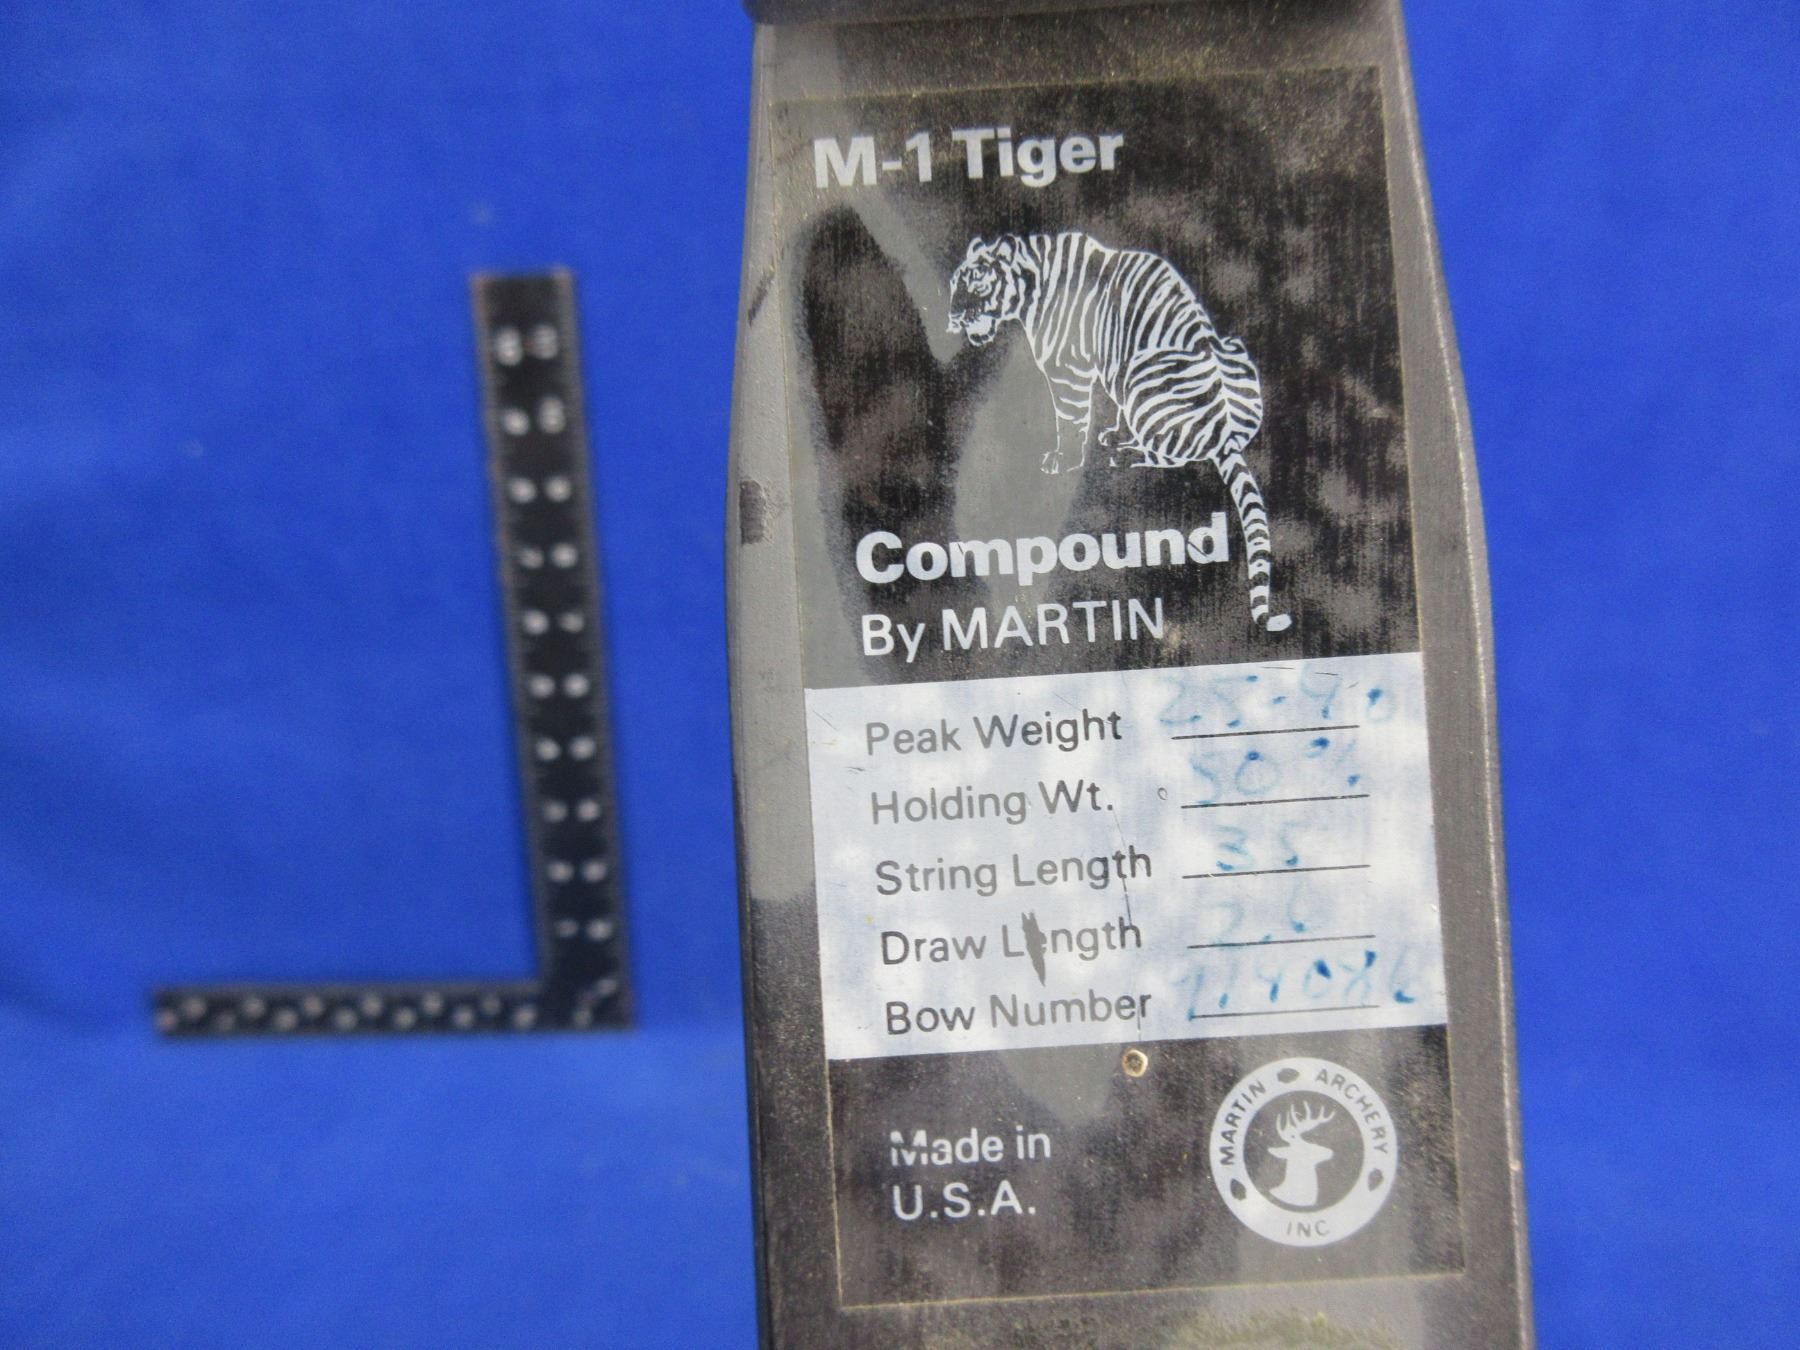 M-1 Tiger
Compound
By MARTIN
Peak Weight 25-40
Holding Wt. 50%
String Length 35
Draw Length
Bow Number
Made in
U.S.A.
MARTIN ARCHERY INC